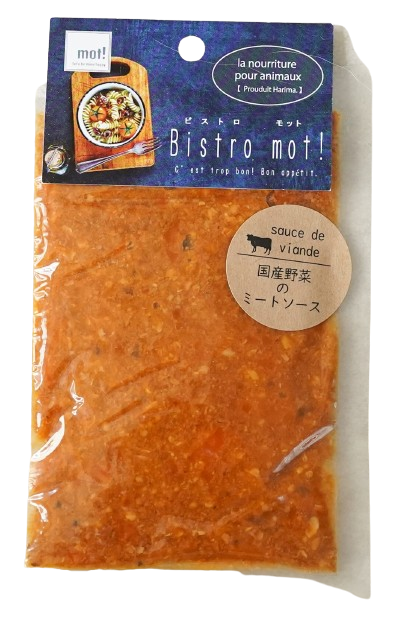 mot!
la nourriture
pour animaux
【 Prouduit Harima. 】
ビストロ モット
Bistro mot!
C'est trop bon! Bon appétit.
sauce de
viande
国産野菜
の
ミートソース